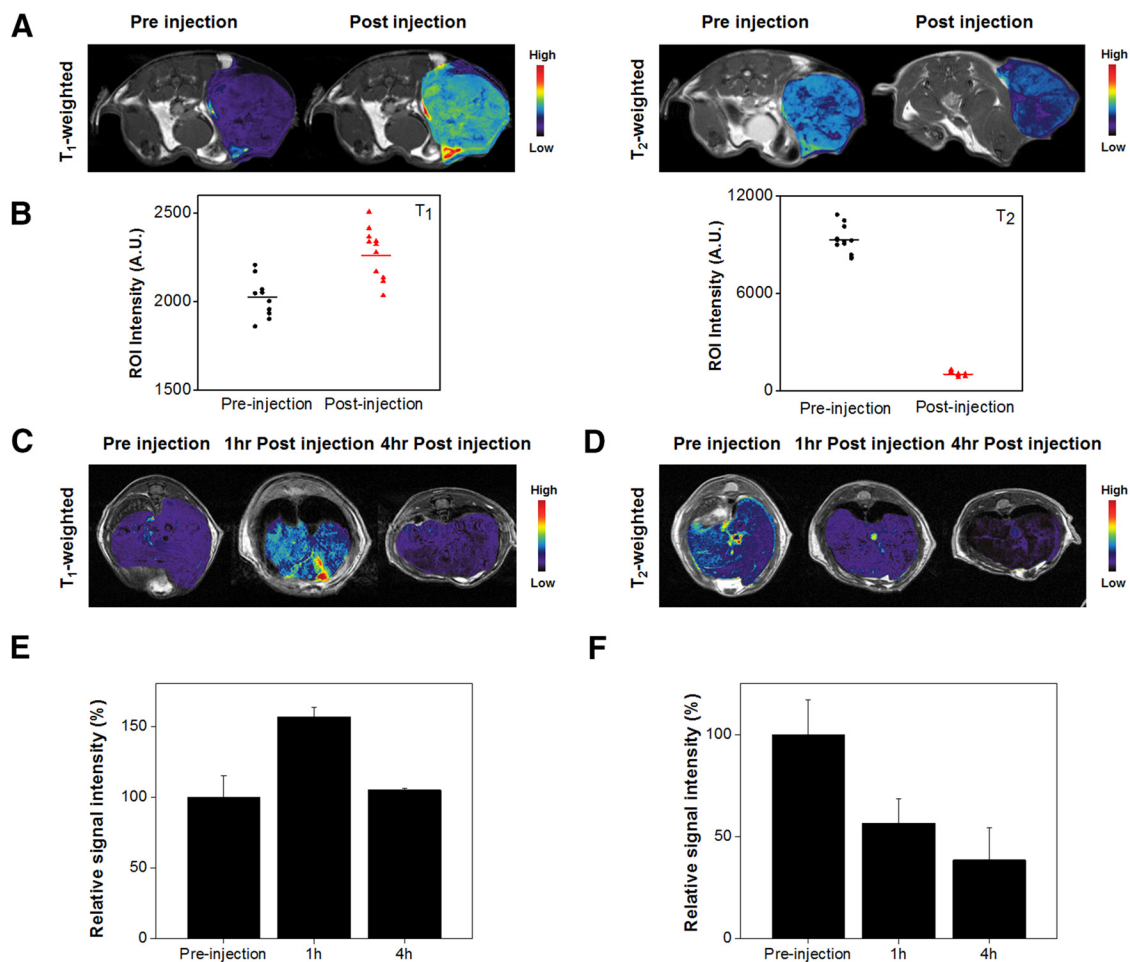 A
Pre injection Post injection
T1-weighted
High
Low
Pre injection Post injection
T2-weighted
High
Low
B
ROI Intensity (A.U.)
2500
2000
1500
T1
Pre-injection Post-injection
ROI Intensity (A.U.)
12000
6000
0
T2
Pre-injection Post-injection
C
Pre injection 1hr Post injection 4hr Post injection
T1-weighted
High
Low
D
Pre injection 1hr Post injection 4hr Post injection
T2-weighted
High
Low
E
Relative signal intensity (%)
150
100
50
0
Pre-injection 1h 4h
F
Relative signal intensity (%)
100
50
0
Pre-injection 1h 4h